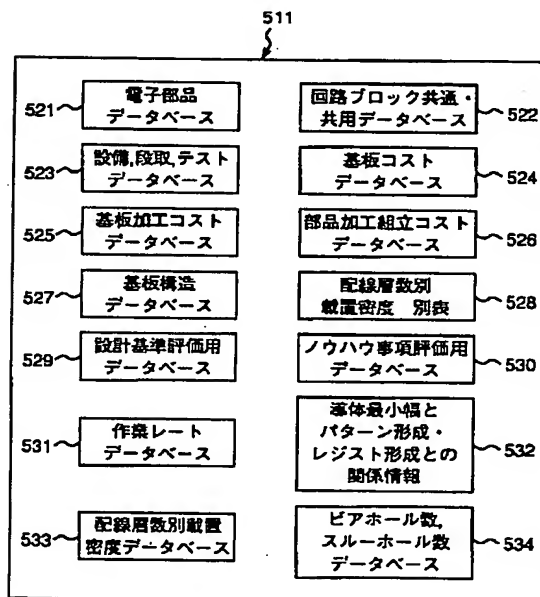 511
電子部品
データベース
521
回路ブロック共通・
共用データベース
522
設備,段取,テスト
データベース
523
基板コスト
データベース
524
基板加工コスト
データベース
525
部品加工組立コスト
データベース
526
基板構造
データベース
527
配線層数別
載置密度 別表
528
設計基準評価用
データベース
529
ノウハウ事項評価用
データベース
530
作業レート
データベース
531
導体最小幅と
パターン形成・
レジスト形成との
関係情報
532
配線層数別載置
密度データベース
533
ビアホール数,
スルーホール数
データベース
534